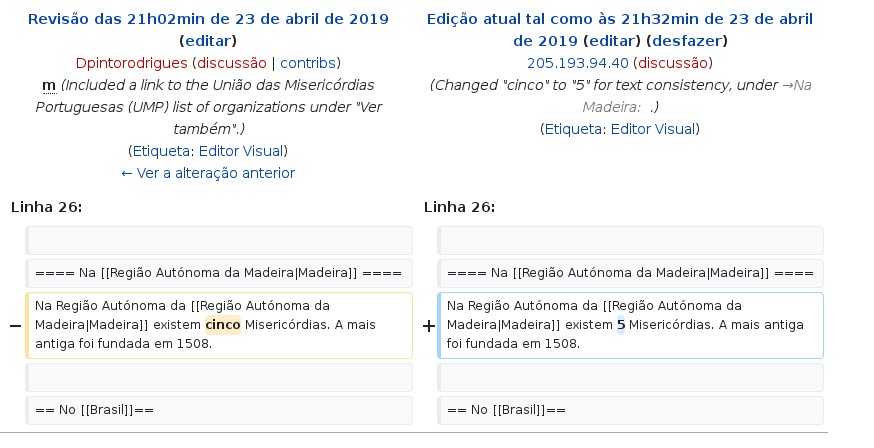 Revisão das 21h02min de 23 de abril de 2019
(editar)
Dpintorodrigues (discussão | contribs)
m (Included a link to the União das Misericórdias
Portuguesas (UMP) list of organizations under "Ver
também".)
(Etiqueta: Editor Visual)
← Ver a alteração anterior
Edição atual tal como às 21h32min de 23 de abril
de 2019 (editar) (desfazer)
205.193.94.40 (discussão)
(Changed "cinco" to "5" for text consistency, under →Na
Madeira: .)
(Etiqueta: Editor Visual)
Linha 26:
Linha 26:
==== Na [[Região Autónoma da Madeira|Madeira]] ====
==== Na [[Região Autónoma da Madeira|Madeira]] ====
− Na Região Autónoma da [[Região Autónoma da
Madeira|Madeira]] existem cinco Misericórdias. A mais
antiga foi fundada em 1508.
+ Na Região Autónoma da [[Região Autónoma da
Madeira|Madeira]] existem 5 Misericórdias. A mais antiga
foi fundada em 1508.
== No [[Brasil]]==
== No [[Brasil]]==